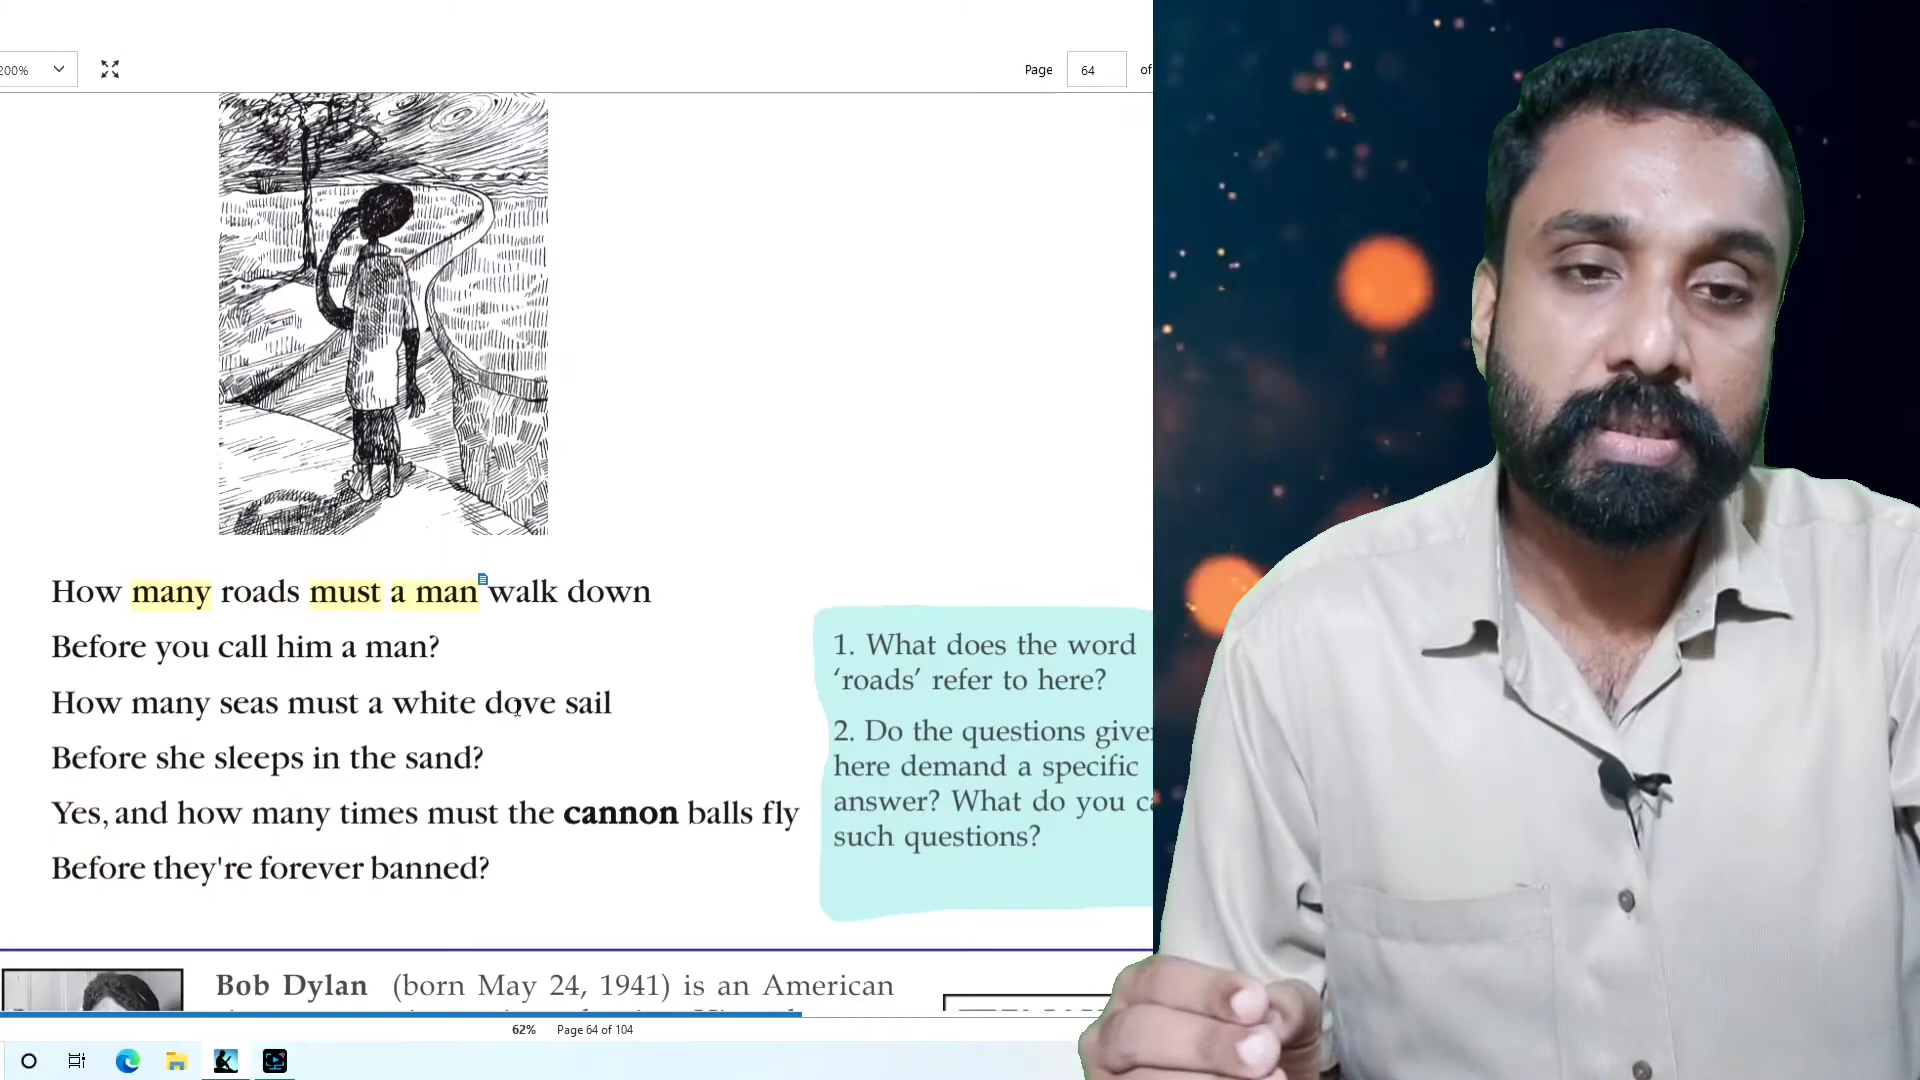 200%
Page 64 of
How many roads must a man walk down
Before you call him a man?
How many seas must a white dove sail
Before she sleeps in the sand?
Yes, and how many times must the cannon balls fly
Before they're forever banned?
1. What does the word
‘roads’ refer to here?
2. Do the questions
here demand a specific
answer? What do you
such questions?
Bob Dylan (born May 24, 1941) is an American
62% Page 64 of 104